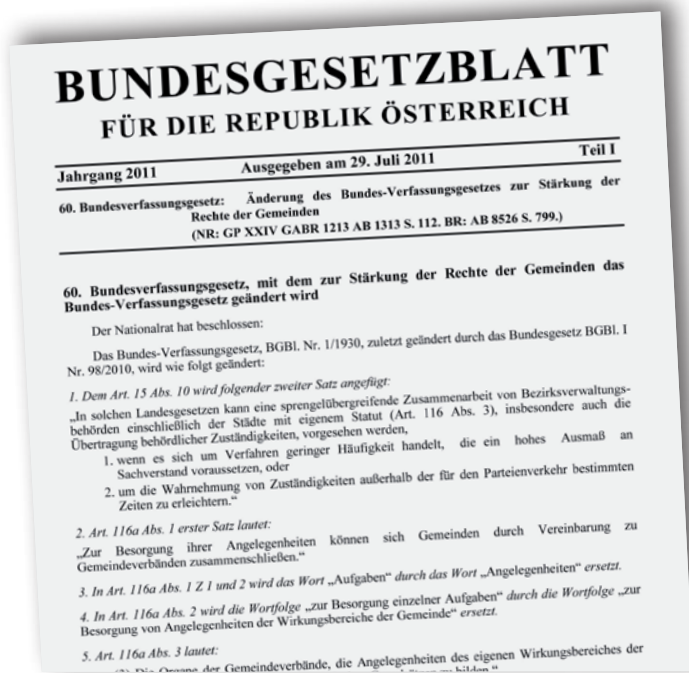 BUNDESGESETZBLATT
FÜR DIE REPUBLIK ÖSTERREICH
Jahrgang 2011 Ausgegeben am 29. Juli 2011 Teil I
60. Bundesverfassungsgesetz: Änderung des Bundes-Verfassungsgesetzes zur Stärkung der
Rechte der Gemeinden
(NR: GP XXIV GABR 1213 AB 1313 S. 112. BR: AB 8526 S. 799.)
60. Bundesverfassungsgesetz, mit dem zur Stärkung der Rechte der Gemeinden das
Bundes-Verfassungsgesetz geändert wird
Der Nationalrat hat beschlossen:
Das Bundes-Verfassungsgesetz, BGBl. Nr. 1/1930, zuletzt geändert durch das Bundesgesetz BGBl. I
Nr. 98/2010, wird wie folgt geändert:
1. Dem Art. 15 Abs. 10 wird folgender zweiter Satz angefügt:
„In solchen Landesgesetzen kann eine sprengelübergreifende Zusammenarbeit von Bezirksverwaltungs-
behörden einschließlich der Städte mit eigenem Statut (Art. 116 Abs. 3), insbesondere auch die
Übertragung behördlicher Zuständigkeiten, vorgesehen werden,
1. wenn es sich um Verfahren geringer Häufigkeit handelt, die ein hohes Ausmaß an
Sachverstand voraussetzen, oder
2. um die Wahrnehmung von Zuständigkeiten außerhalb der für den Parteienverkehr bestimmten
Zeiten zu erleichtern.“
2. Art. 116a Abs. 1 erster Satz lautet:
„Zur Besorgung ihrer Angelegenheiten können sich Gemeinden durch Vereinbarung zu
Gemeindeverbänden zusammenschließen.“
3. In Art. 116a Abs. 1 Z 1 und 2 wird das Wort „Aufgaben“ durch das Wort „Angelegenheiten“ ersetzt.
4. In Art. 116a Abs. 2 wird die Wortfolge „zur Besorgung einzelner Aufgaben“ durch die Wortfolge „zur
Besorgung von Angelegenheiten der Wirkungsbereiche der Gemeinde“ ersetzt.
5. Art. 116a Abs. 3 lautet:
Die Organe der Gemeindeverbände, die Angelegenheiten des eigenen Wirkungsbereiches der